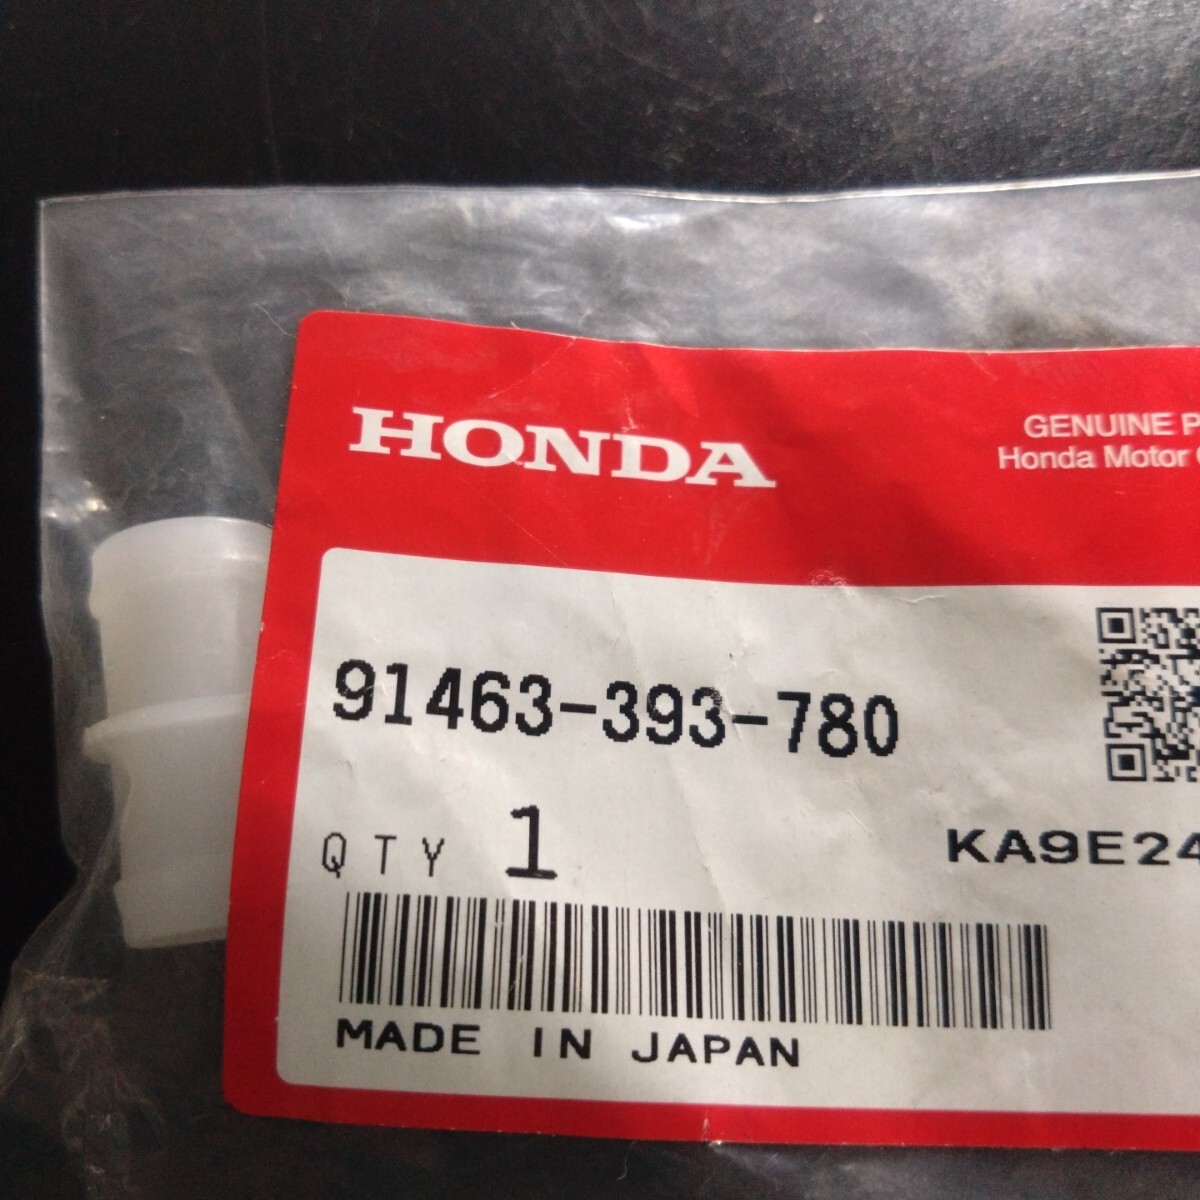 HONDA
GENUINE P
Honda Motor
91463-393-780
QTY 1
KA9E24
MADE IN JAPAN